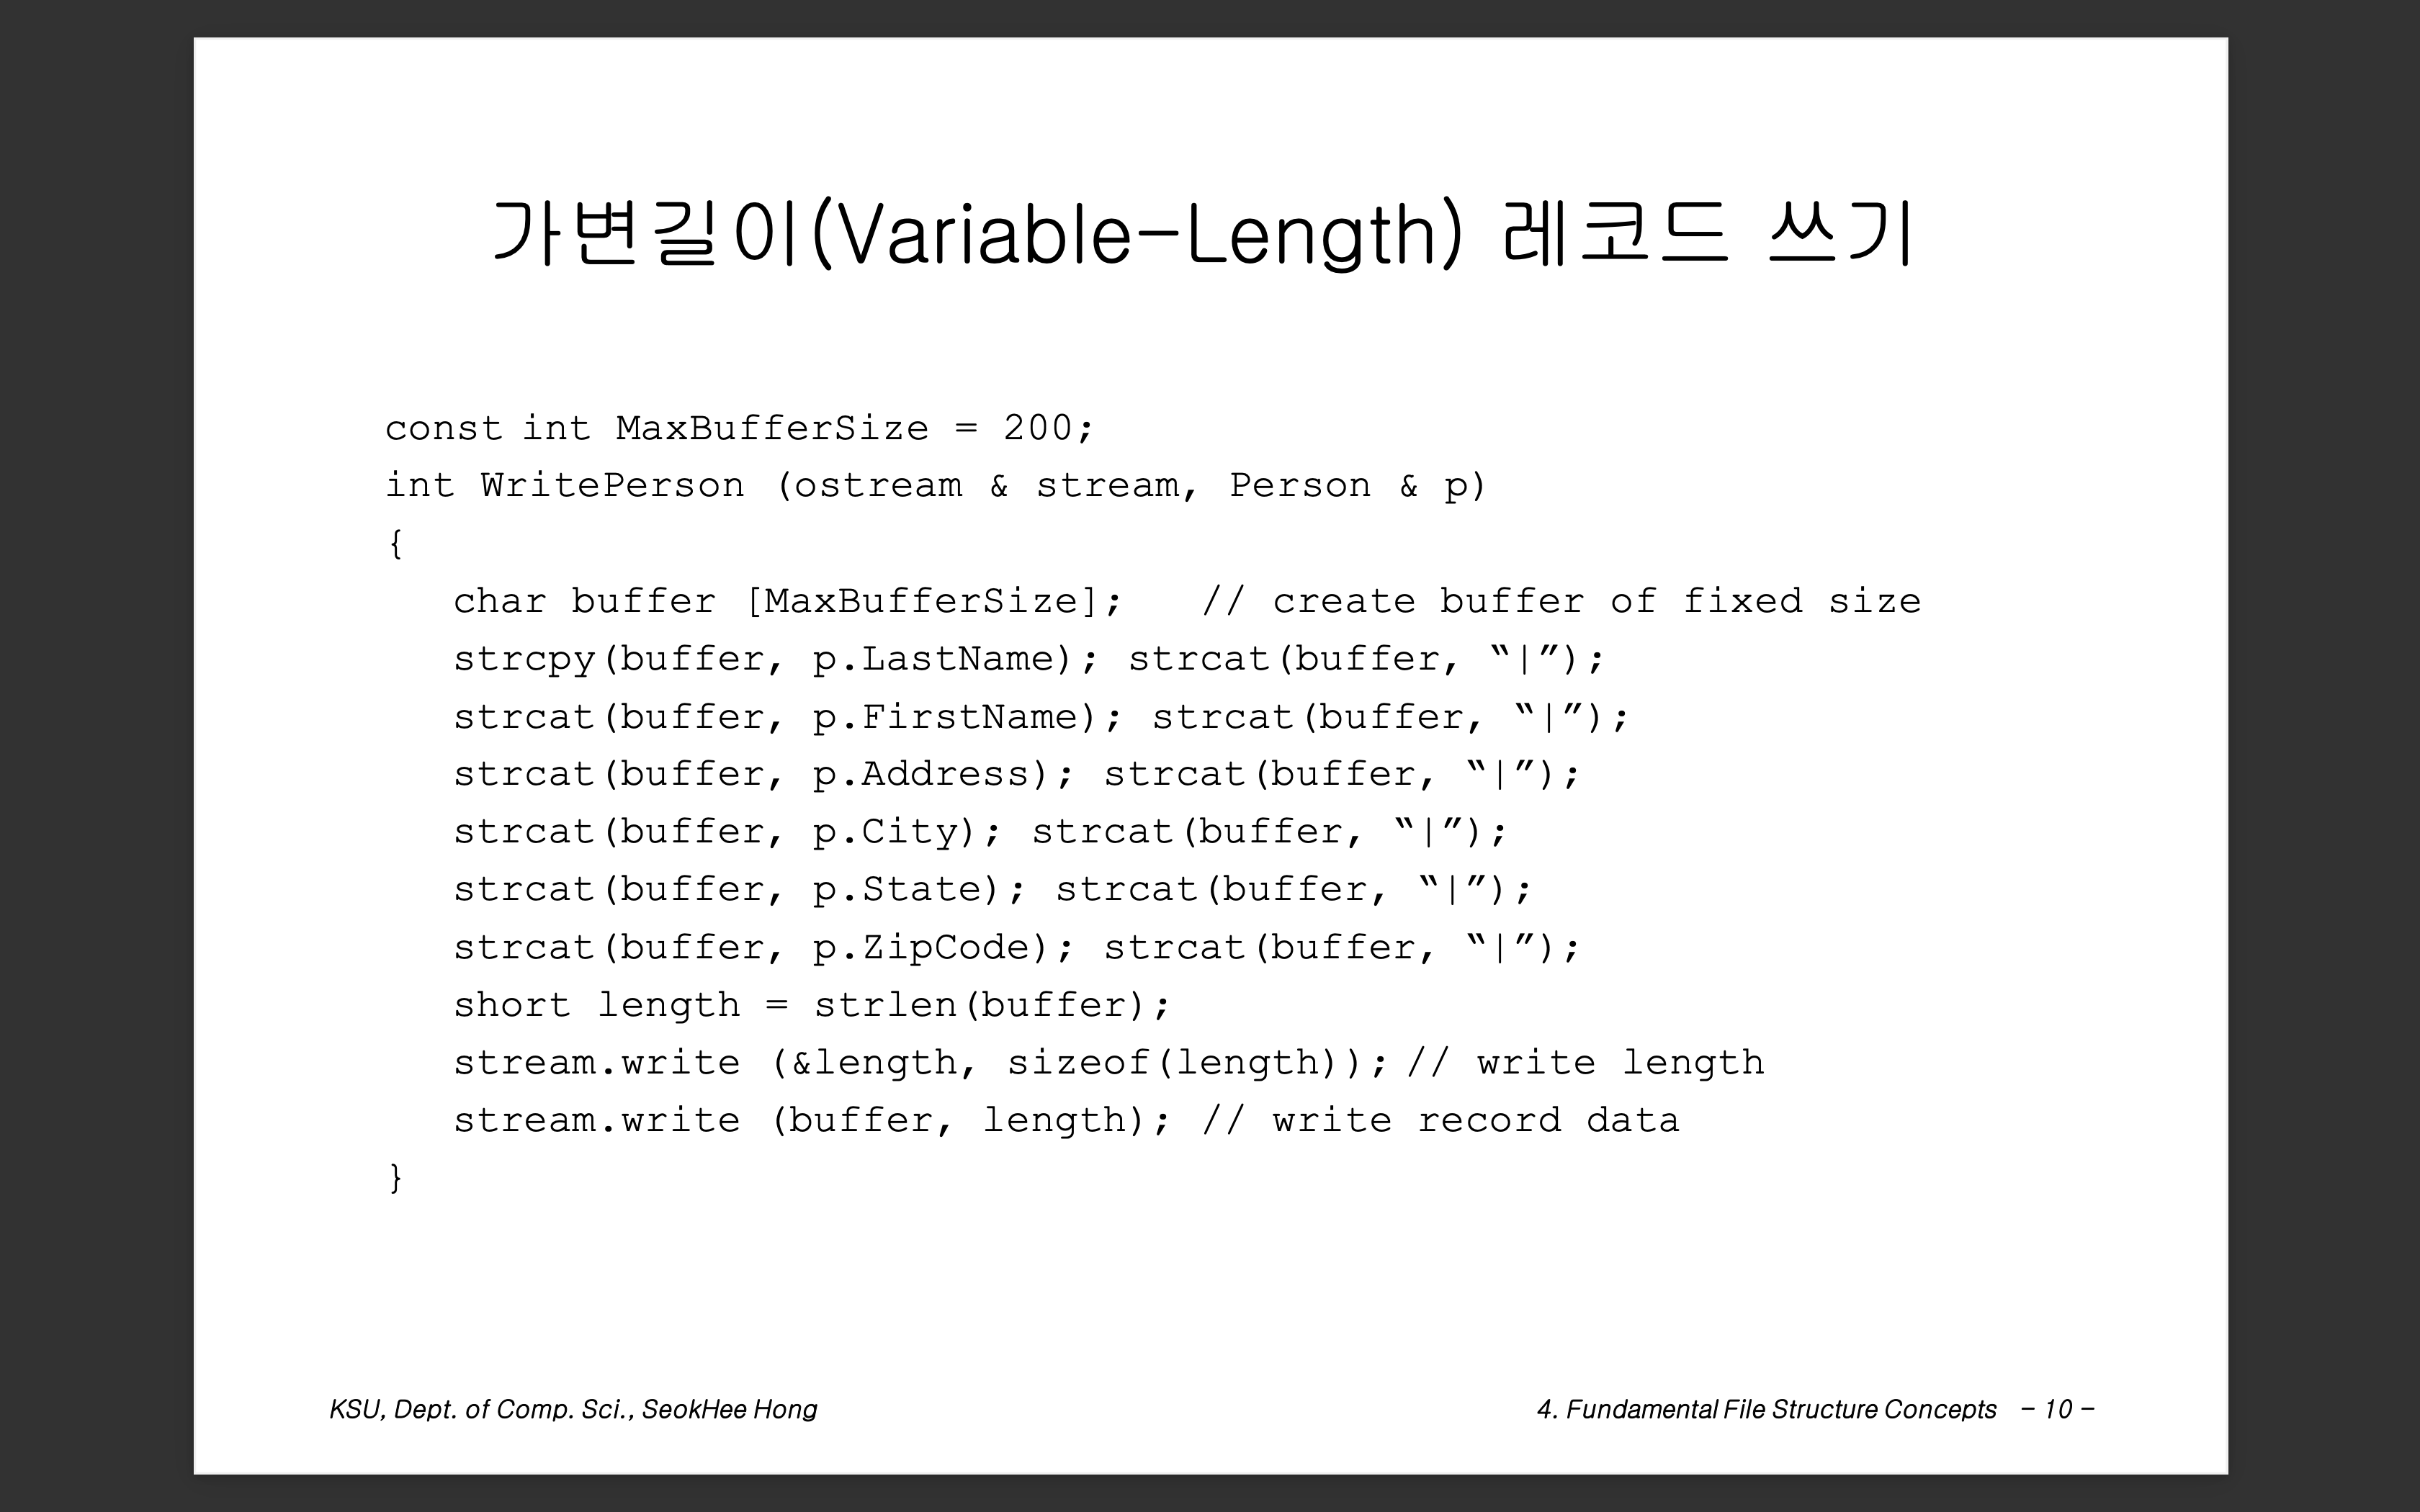 가변길이(Variable-Length) 레코드 쓰기
const int MaxBufferSize = 200;
int WritePerson (ostream & stream, Person & p)
{
char buffer [MaxBufferSize]; // create buffer of fixed size
strcpy(buffer, p.LastName); strcat(buffer, “|”);
strcat(buffer, p.FirstName); strcat(buffer, “|”);
strcat(buffer, p.Address); strcat(buffer, “|”);
strcat(buffer, p.City); strcat(buffer, “|”);
strcat(buffer, p.State); strcat(buffer, “|”);
strcat(buffer, p.ZipCode); strcat(buffer, “|”);
short length = strlen(buffer);
stream.write (&length, sizeof(length)); // write length
stream.write (buffer, length); // write record data
}
KSU, Dept. of Comp. Sci., SeokHee Hong
4. Fundamental File Structure Concepts - 10 -